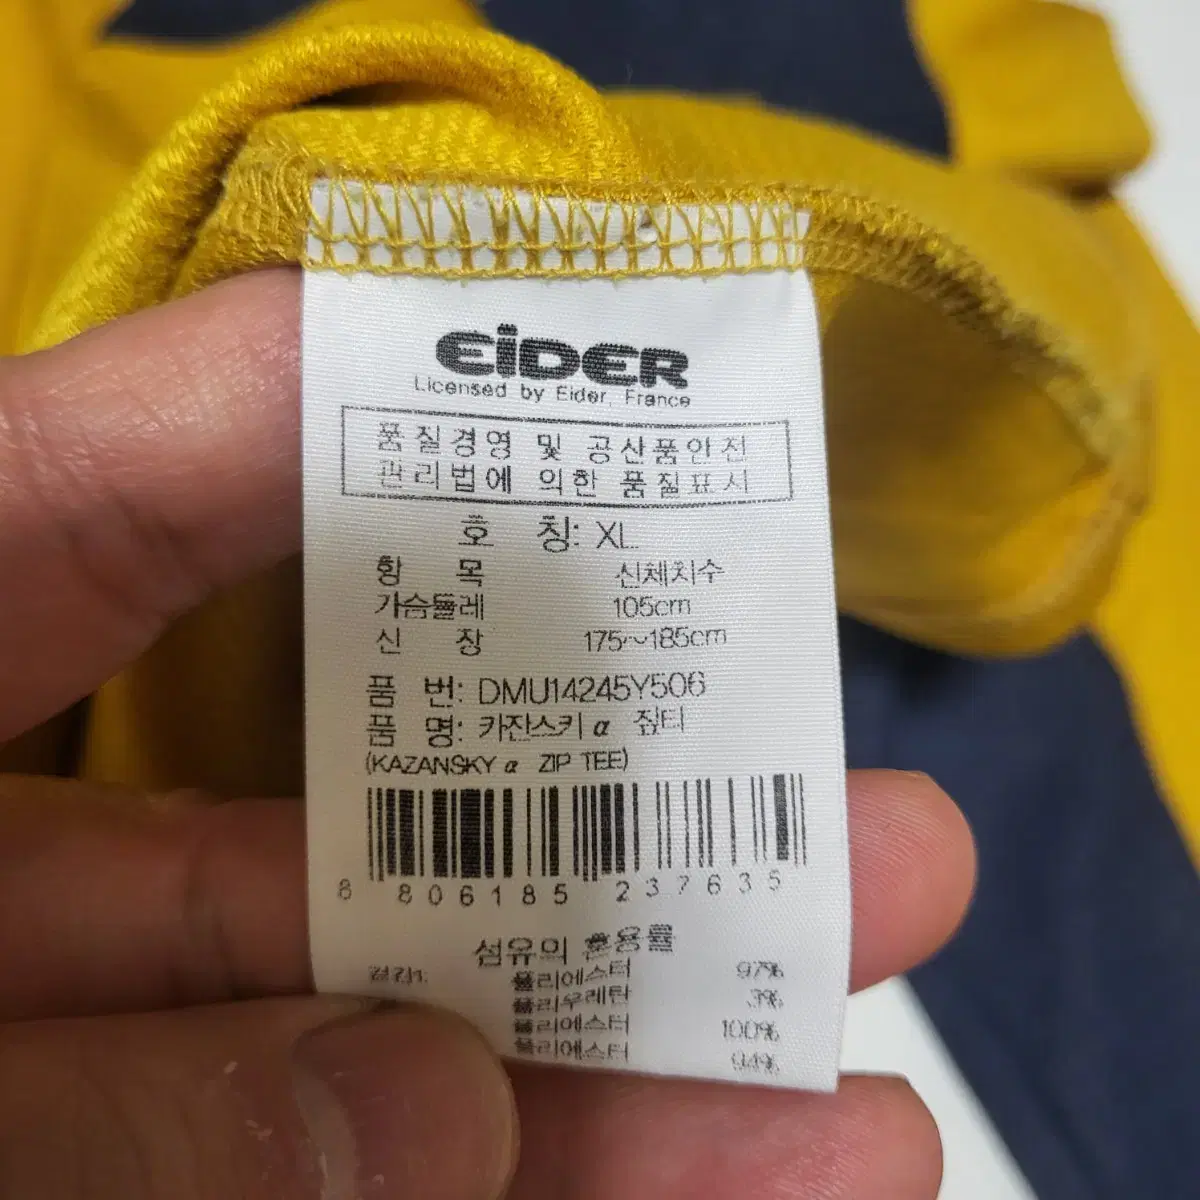 EiDER
Licensed by Eider, France
품질경영 및 공산품안전
관리법에 의한 품질표시
호 칭: XL
항 목 신체치수
가슴둘레 105cm
신 장 175~185cm
품 번: DMU14245Y506
품 명: 카잔스키 α 짚티
(KAZANSKY α ZIP TEE)
8 806185 237635
섬유의 혼용률
겉감1: 폴리에스터 97%
폴리우레탄 3%
폴리에스터 100%
폴리에스터 94%